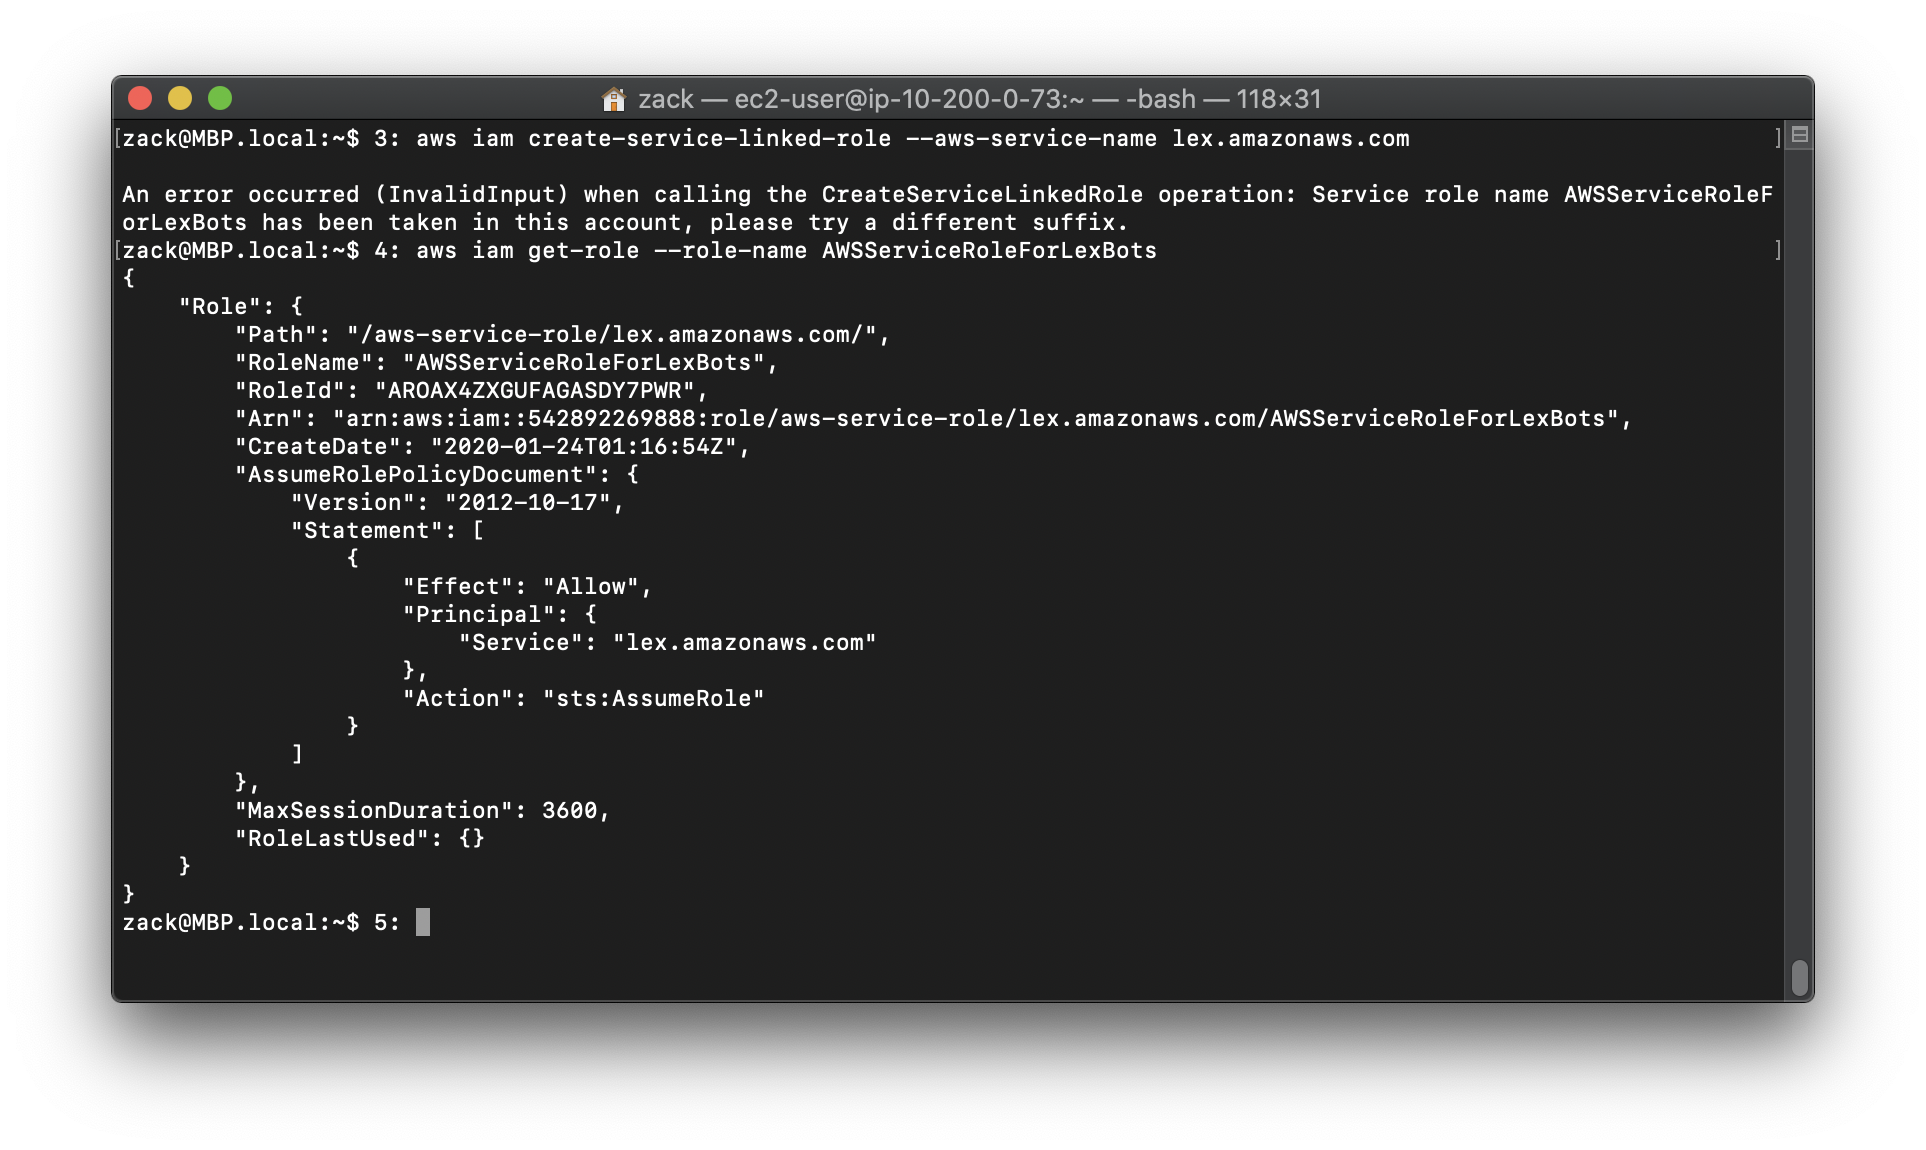 zack — ec2-user@ip-10-200-0-73:~ — -bash — 118×31
[zack@MBP.local:~$ 3: aws iam create-service-linked-role --aws-service-name lex.amazonaws.com ]
An error occurred (InvalidInput) when calling the CreateServiceLinkedRole operation: Service role name AWSServiceRoleF
orLexBots has been taken in this account, please try a different suffix.
[zack@MBP.local:~$ 4: aws iam get-role --role-name AWSServiceRoleForLexBots ]
{
    "Role": {
        "Path": "/aws-service-role/lex.amazonaws.com/",
        "RoleName": "AWSServiceRoleForLexBots",
        "RoleId": "AROAX4ZXGUFAGASDY7PWR",
        "Arn": "arn:aws:iam::542892269888:role/aws-service-role/lex.amazonaws.com/AWSServiceRoleForLexBots",
        "CreateDate": "2020-01-24T01:16:54Z",
        "AssumeRolePolicyDocument": {
            "Version": "2012-10-17",
            "Statement": [
                {
                    "Effect": "Allow",
                    "Principal": {
                        "Service": "lex.amazonaws.com"
                    },
                    "Action": "sts:AssumeRole"
                }
            ]
        },
        "MaxSessionDuration": 3600,
        "RoleLastUsed": {}
    }
}
zack@MBP.local:~$ 5: